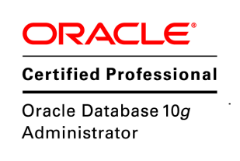 ORACLE®
Certified Professional
Oracle Database 10g
Administrator